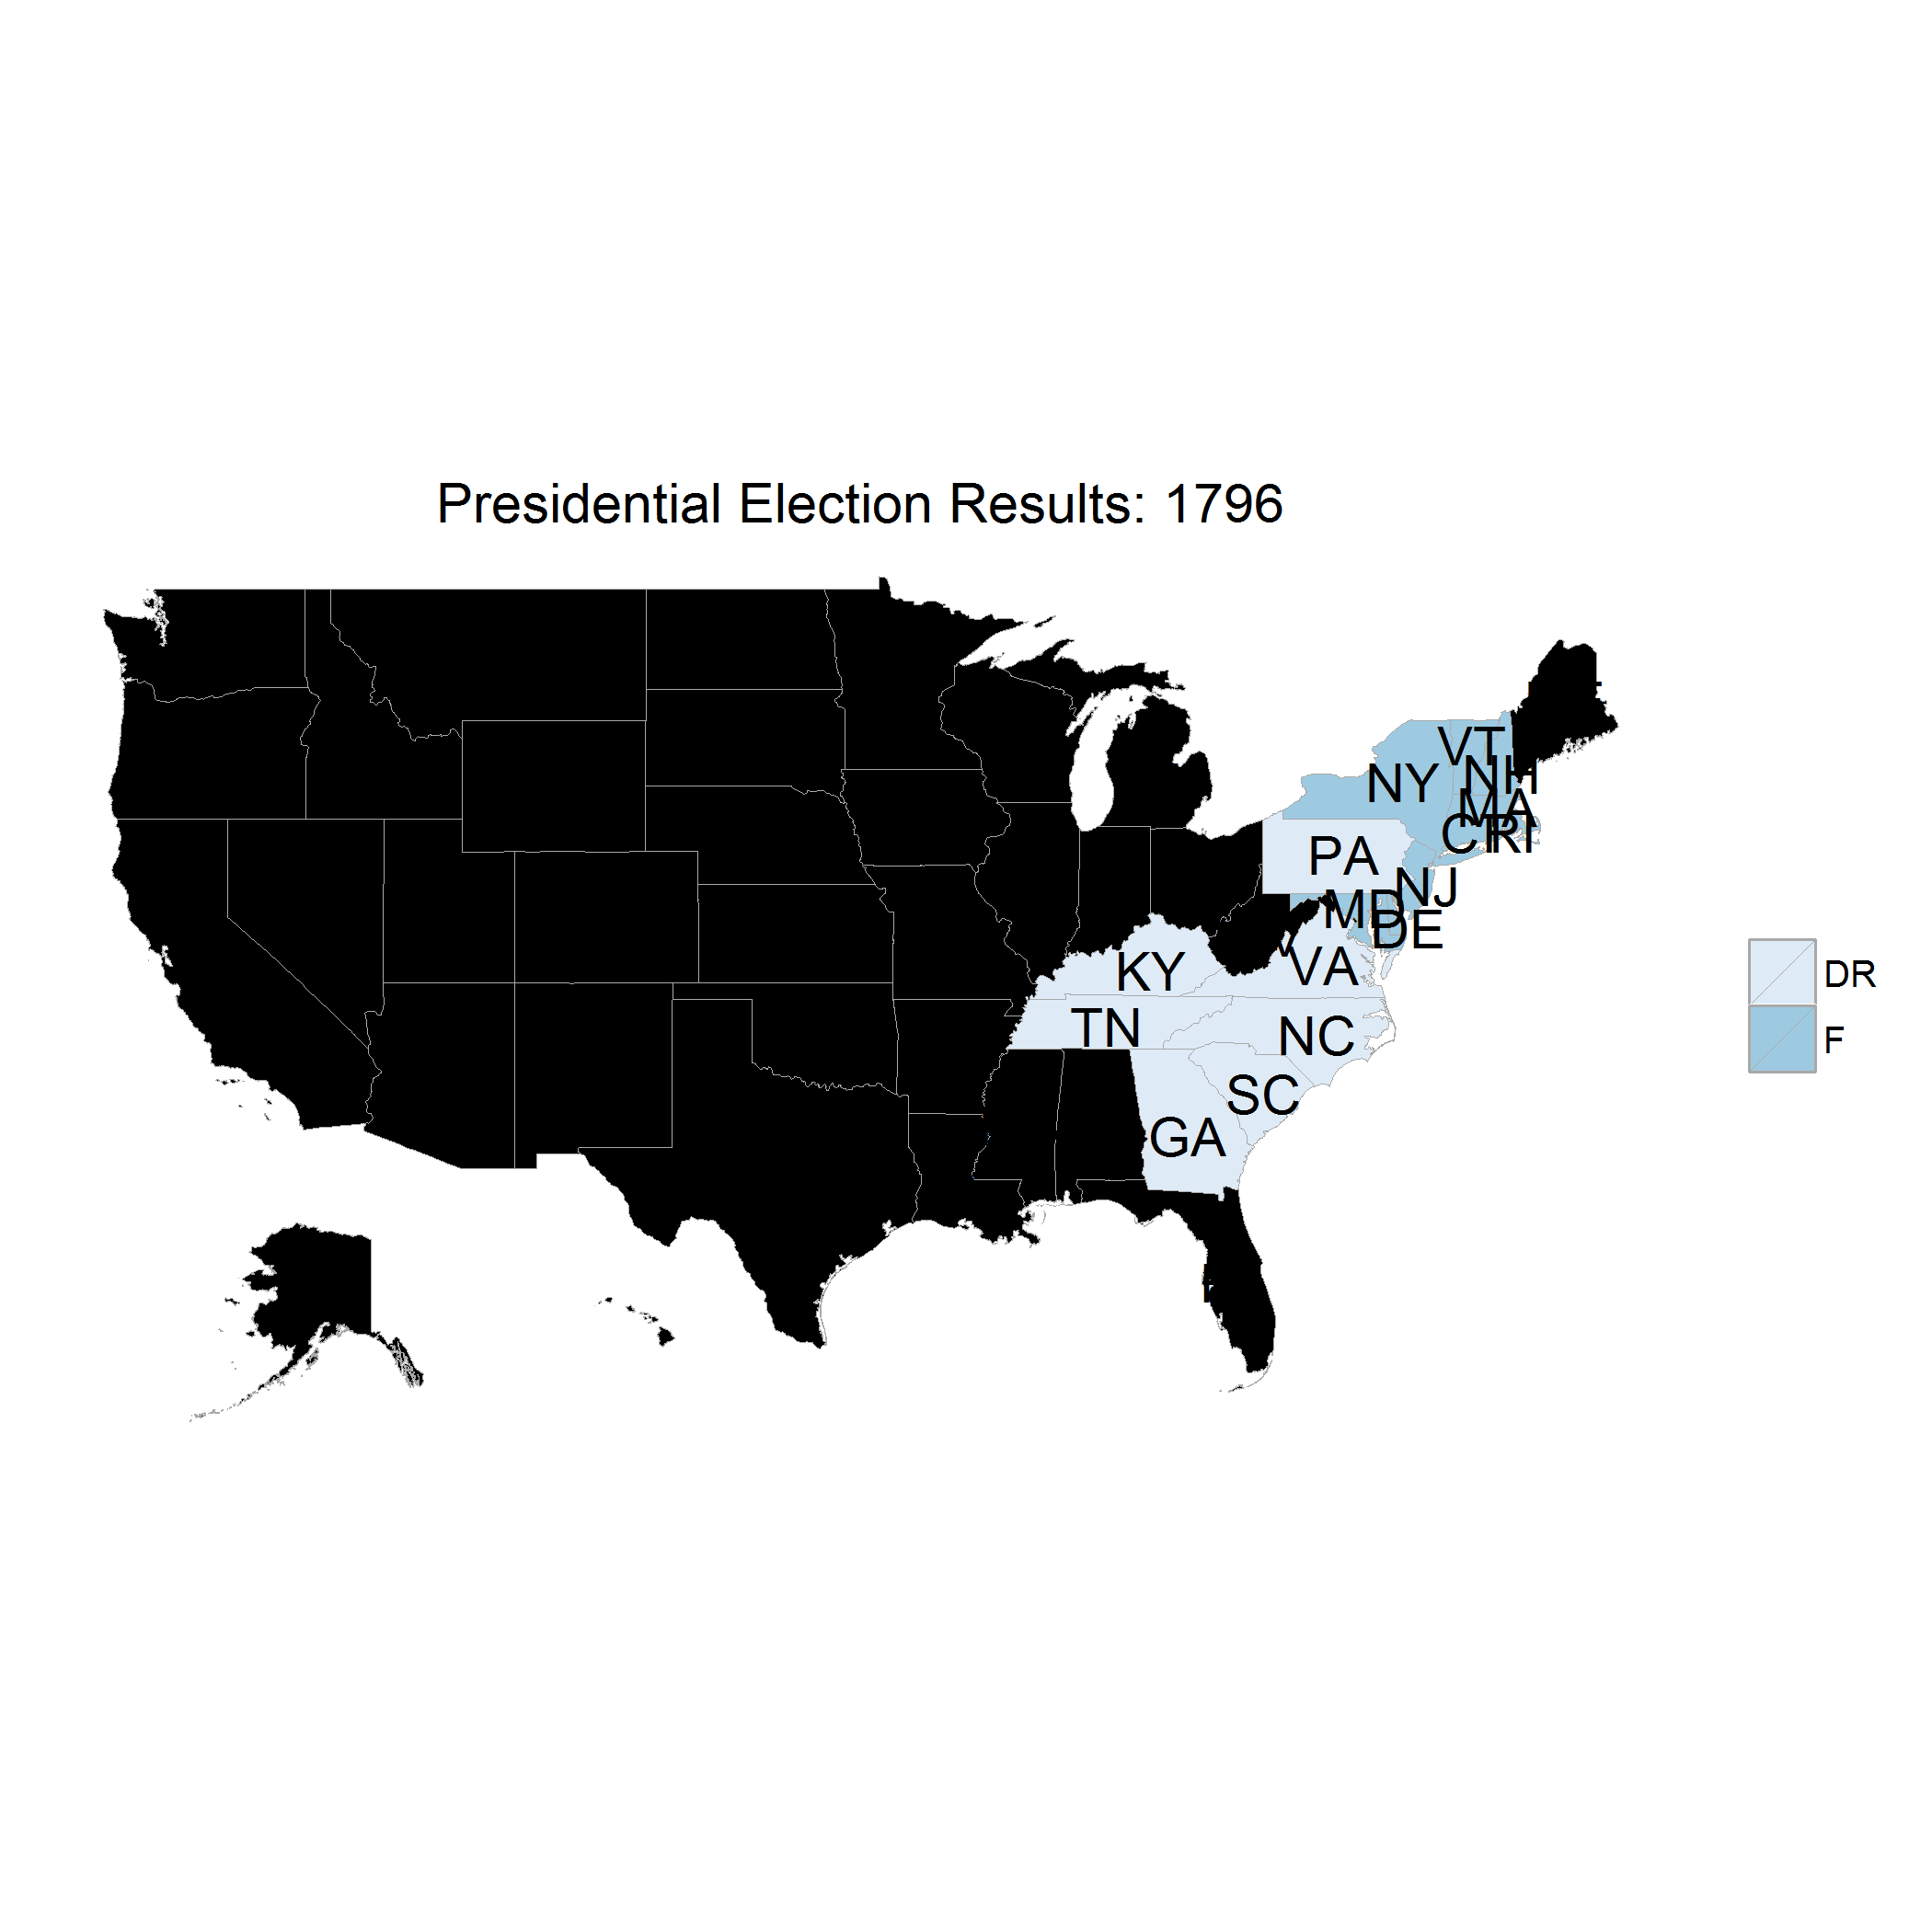 Presidential Election Results: 1796
VT
NH
NY
MA
CT
RI
PA
NJ
MD
DE
VA
KY
TN
NC
SC
GA
DR
F